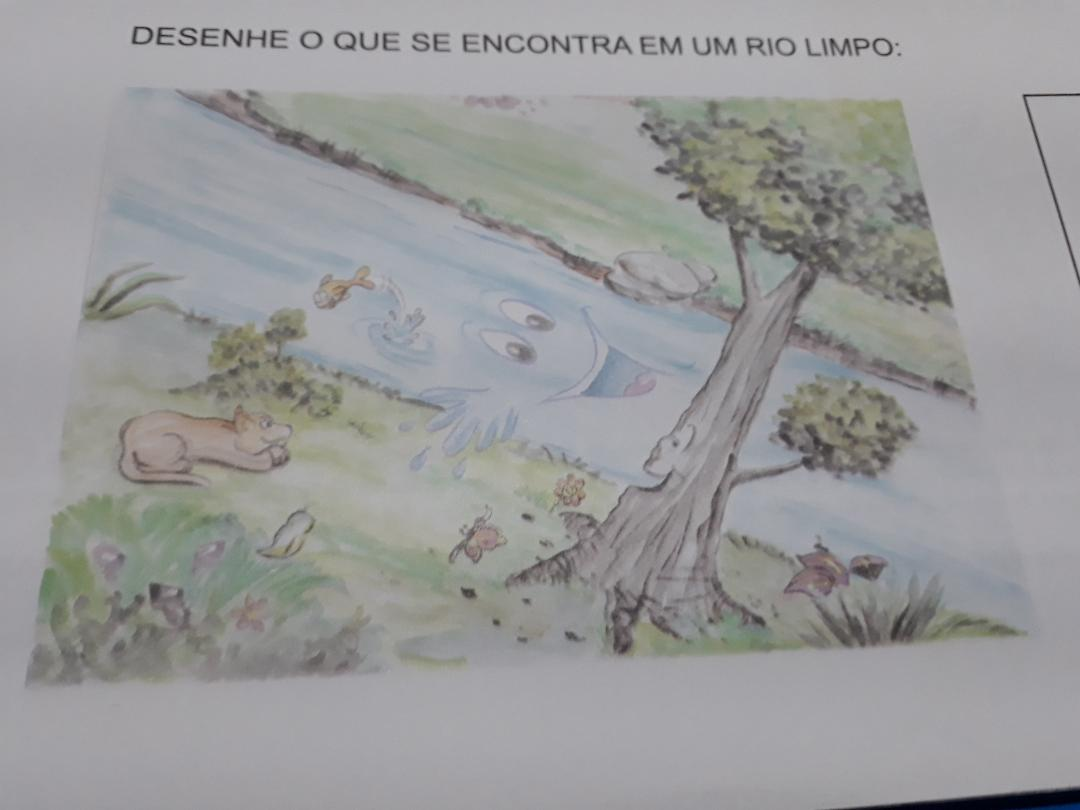 DESENHE O QUE SE ENCONTRA EM UM RIO LIMPO: